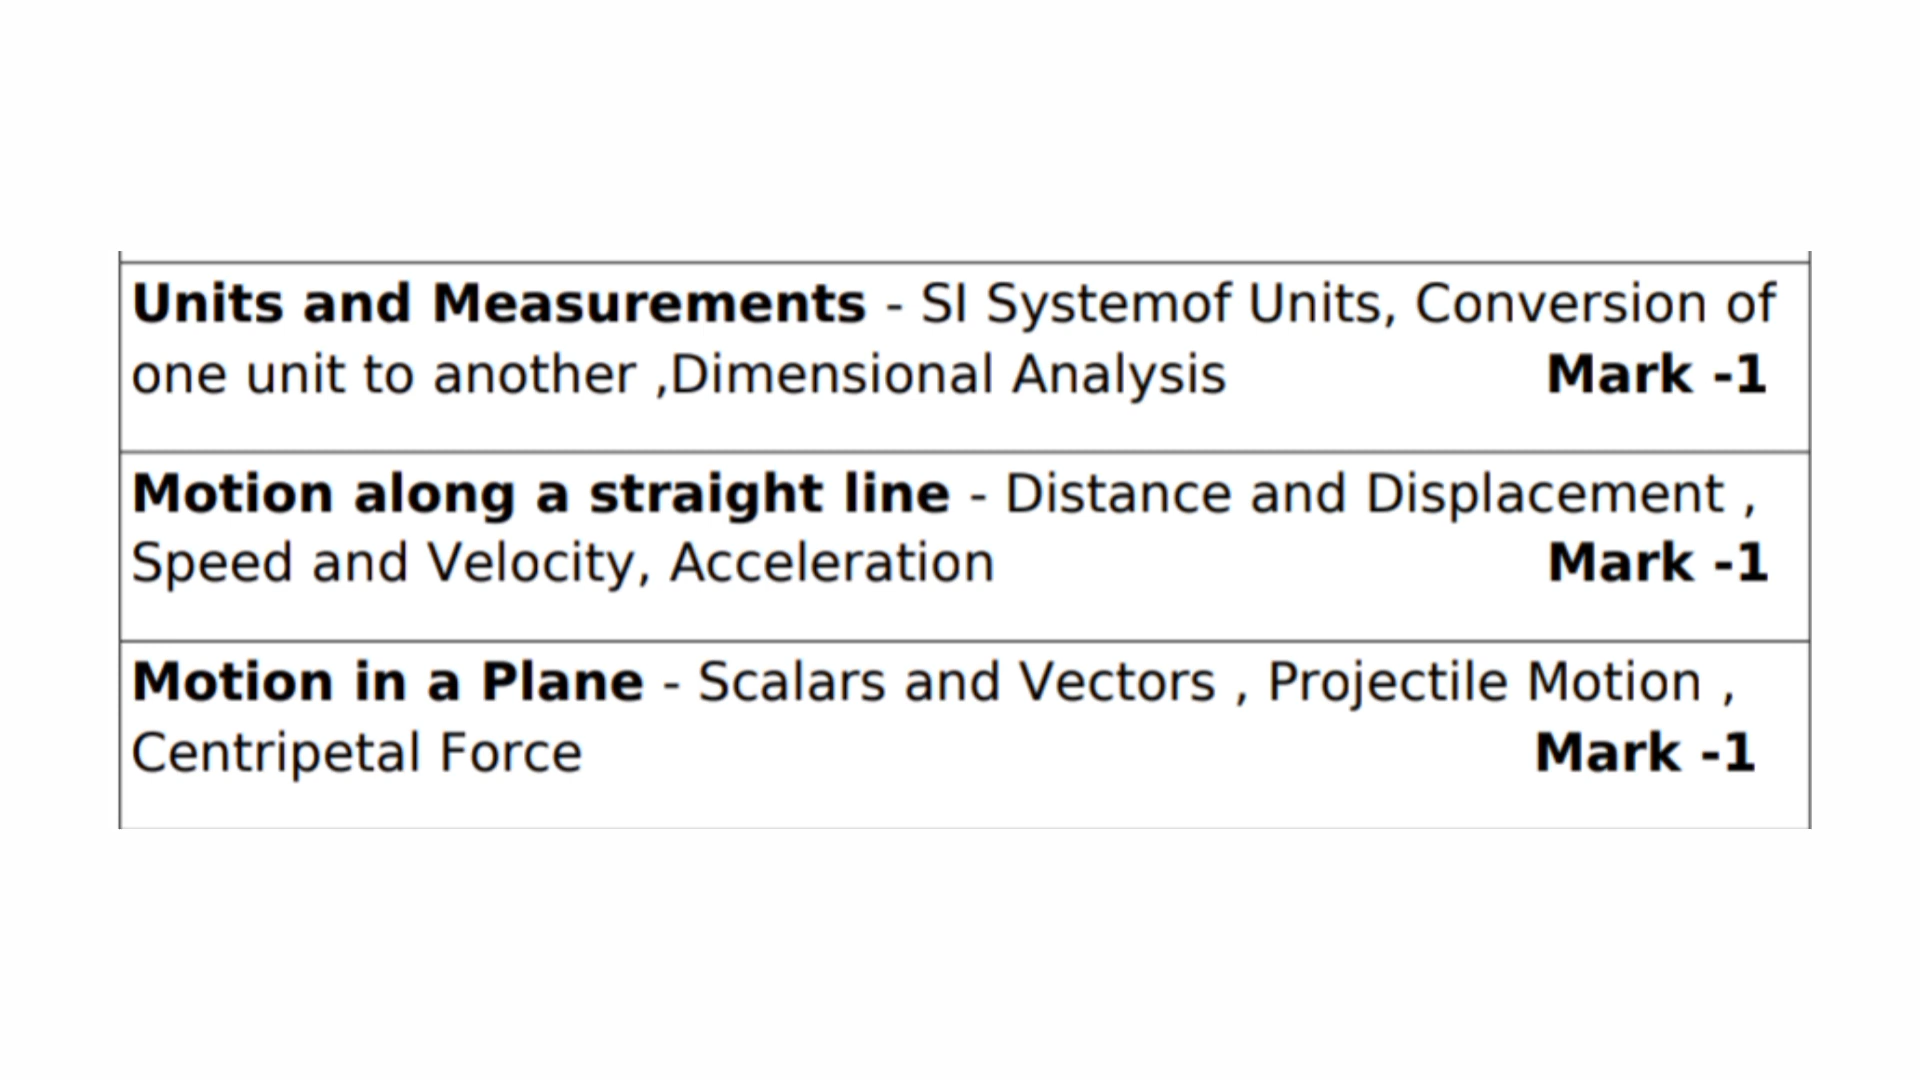 Units and Measurements - SI Systemof Units, Conversion of
one unit to another ,Dimensional Analysis Mark -1
Motion along a straight line - Distance and Displacement ,
Speed and Velocity, Acceleration Mark -1
Motion in a Plane - Scalars and Vectors , Projectile Motion ,
Centripetal Force Mark -1